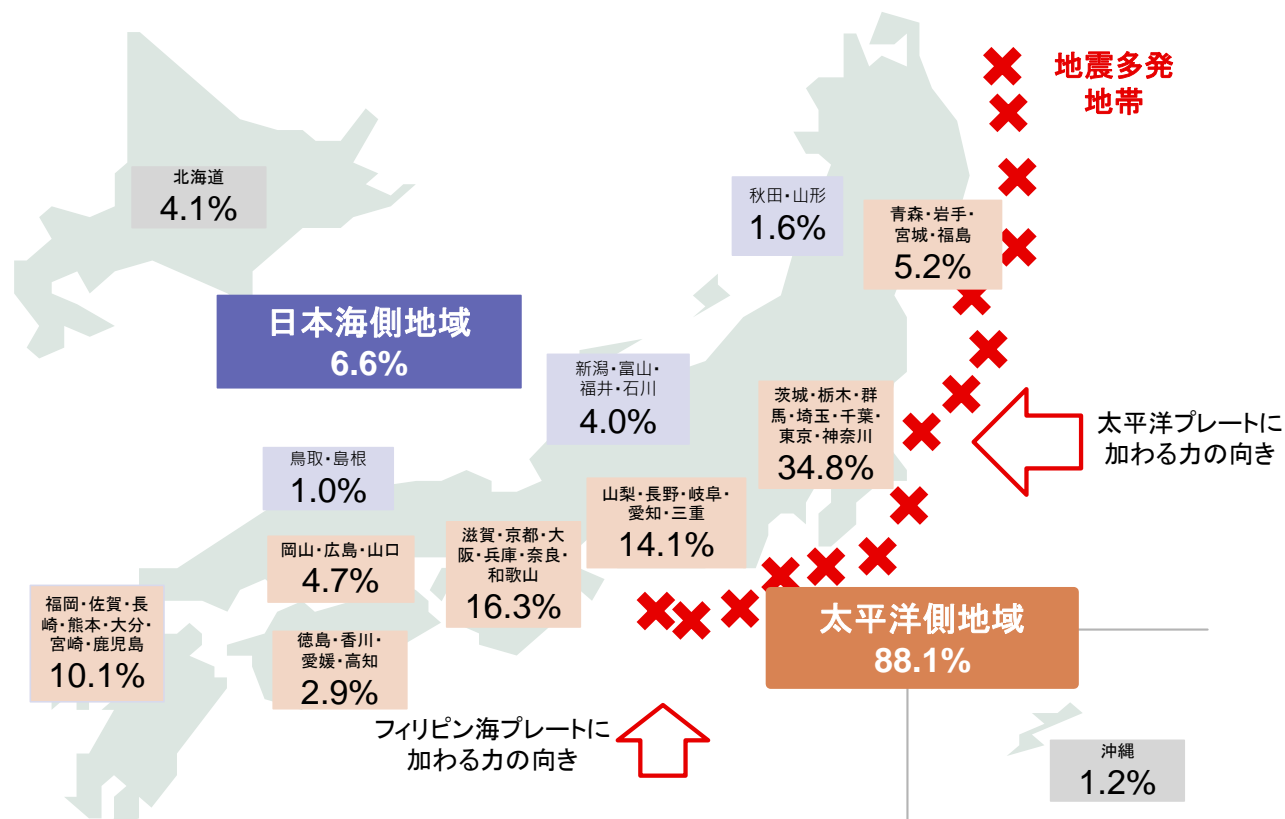 地震多発
地帯
北海道
4.1%
秋田・山形
1.6%
青森・岩手・
宮城・福島
5.2%
日本海側地域
6.6%
新潟・富山・
福井・石川
4.0%
茨城・栃木・群
馬・埼玉・千葉・
東京・神奈川
34.8%
太平洋プレートに
加わる力の向き
鳥取・島根
1.0%
山梨・長野・岐阜・
愛知・三重
14.1%
岡山・広島・山口
4.7%
滋賀・京都・大
阪・兵庫・奈良・
和歌山
16.3%
福岡・佐賀・長
崎・熊本・大分・
宮崎・鹿児島
10.1%
徳島・香川・
愛媛・高知
2.9%
太平洋側地域
88.1%
フィリピン海プレートに
加わる力の向き
沖縄
1.2%